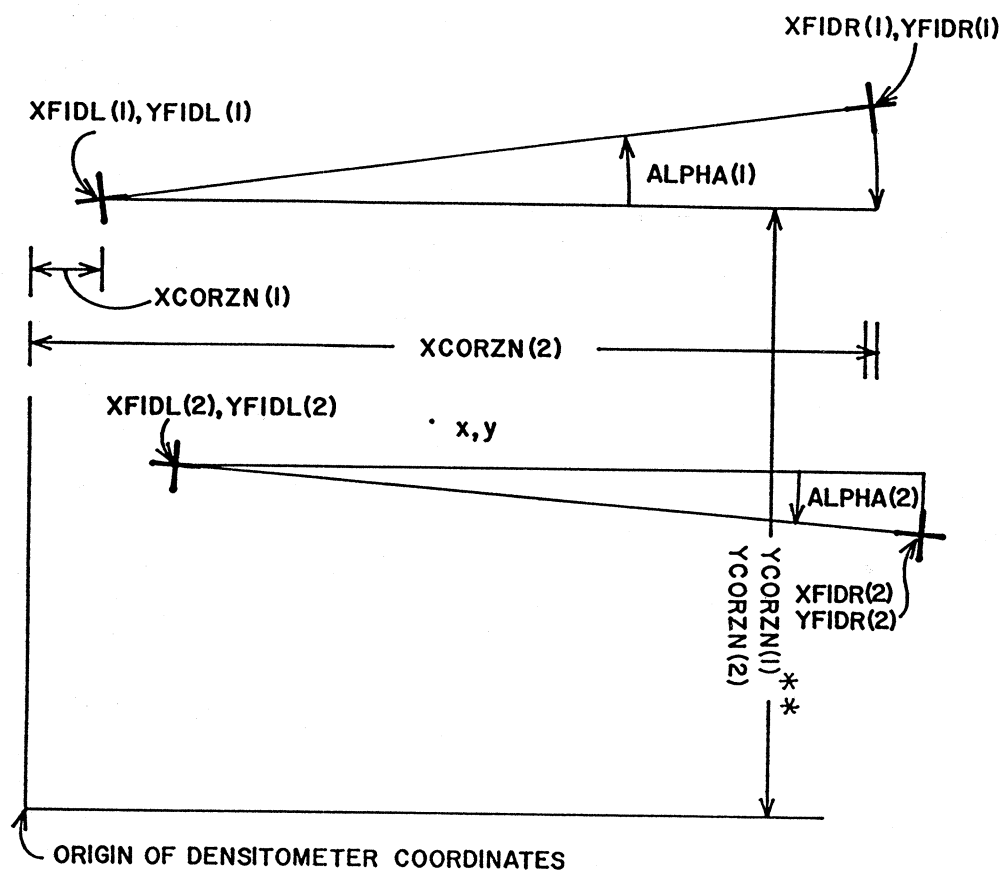 XFIDR(1),YFIDR(1)
XFIDL(1),YFIDL(1)
ALPHA(1)
XCORZN(1)
XCORZN(2)
XFIDL(2),YFIDL(2)
x,y
ALPHA(2)
YCORZN(1)
YCORZN(2)
**
XFIDR(2)
YFIDR(2)
ORIGIN OF DENSITOMETER COORDINATES